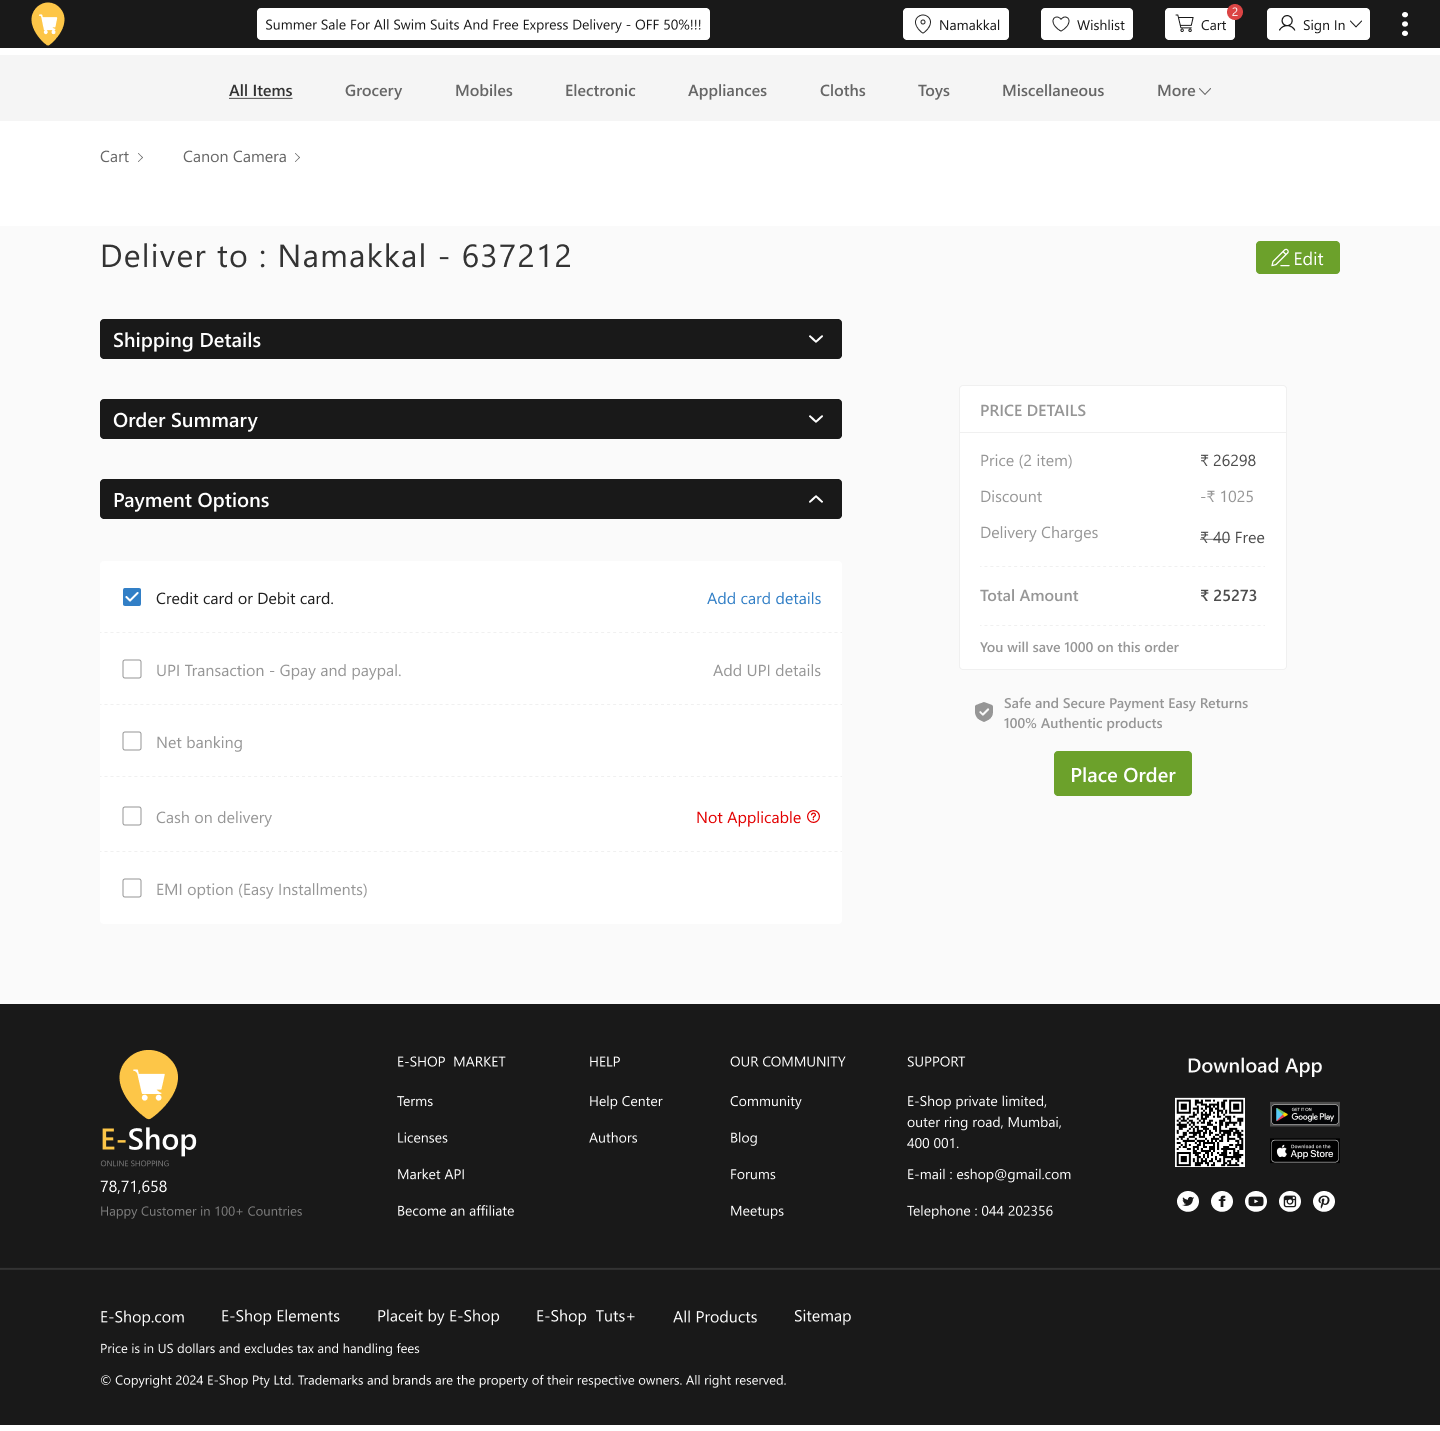 Summer Sale For All Swim Suits And Free Express Delivery - OFF 50%!!!
Namakkal
Wishlist
Cart
2
Sign In
All Items
Grocery
Mobiles
Electronic
Appliances
Cloths
Toys
Miscellaneous
More
Cart
Canon Camera
Deliver to : Namakkal - 637212
Edit
Shipping Details
Order Summary
Payment Options
Credit card or Debit card.
Add card details
UPI Transaction - Gpay and paypal.
Add UPI details
Net banking
Cash on delivery
Not Applicable
EMI option (Easy Installments)
PRICE DETAILS
Price (2 item)
₹ 26298
Discount
-₹ 1025
Delivery Charges
₹ 40 Free
Total Amount
₹ 25273
You will save 1000 on this order
Safe and Secure Payment Easy Returns
100% Authentic products
Place Order
E-Shop
ONLINE SHOPPING
78,71,658
Happy Customer in 100+ Countries
E-SHOP  MARKET
Terms
Licenses
Market API
Become an affiliate
HELP
Help Center
Authors
OUR COMMUNITY
Community
Blog
Forums
Meetups
SUPPORT
E-Shop private limited,
outer ring road, Mumbai,
400 001.
E-mail : eshop@gmail.com
Telephone : 044 202356
Download App
GET IT ON
Google Play
Download on the
App Store
E-Shop.com
E-Shop Elements
Placeit by E-Shop
E-Shop  Tuts+
All Products
Sitemap
Price is in US dollars and excludes tax and handling fees
© Copyright 2024 E-Shop Pty Ltd. Trademarks and brands are the property of their respective owners. All right reserved.